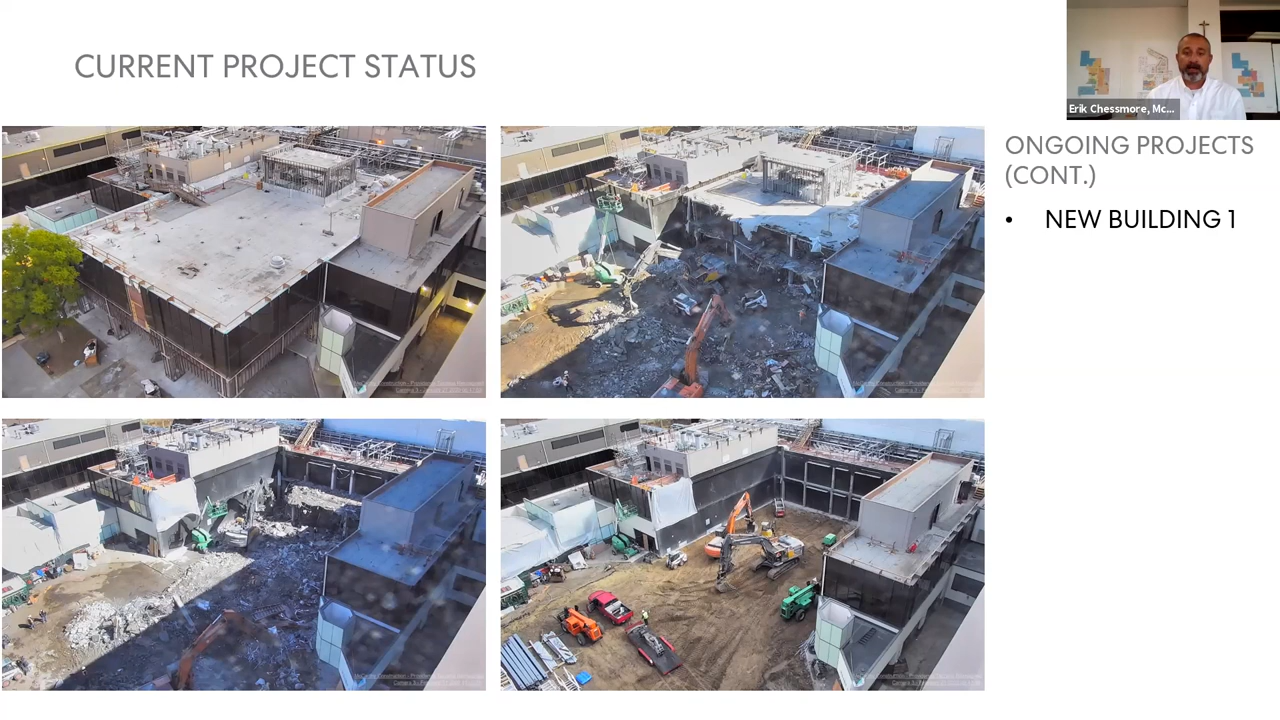 CURRENT PROJECT STATUS
Erik Chessmore, Mc...
ONGOING PROJECTS
(CONT.)
• NEW BUILDING 1